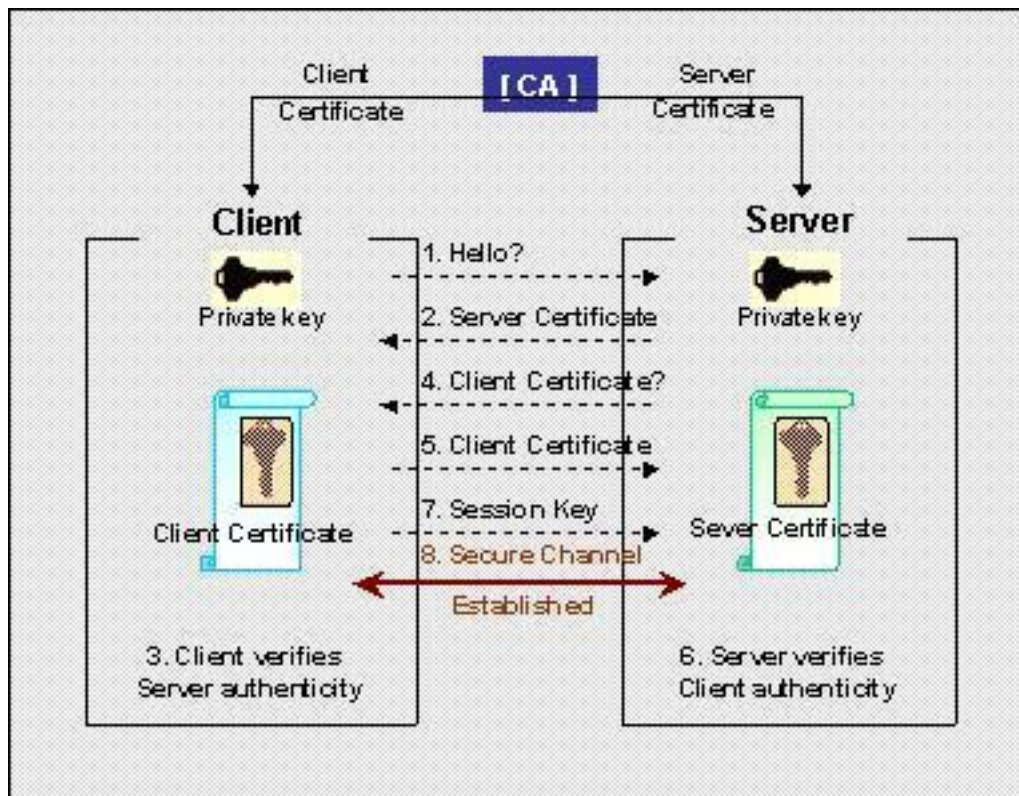 Client
Certificate
[ CA ]
Server
Certificate
Client
Server
Private key
Private key
1. Hello?
2. Server Certificate
4. Client Certificate?
5. Client Certificate
7. Session Key
8. Secure Channel
Established
Client Certificate
Sever Certificate
3. Client verifies
Server authenticity
6. Server verifies
Client authenticity